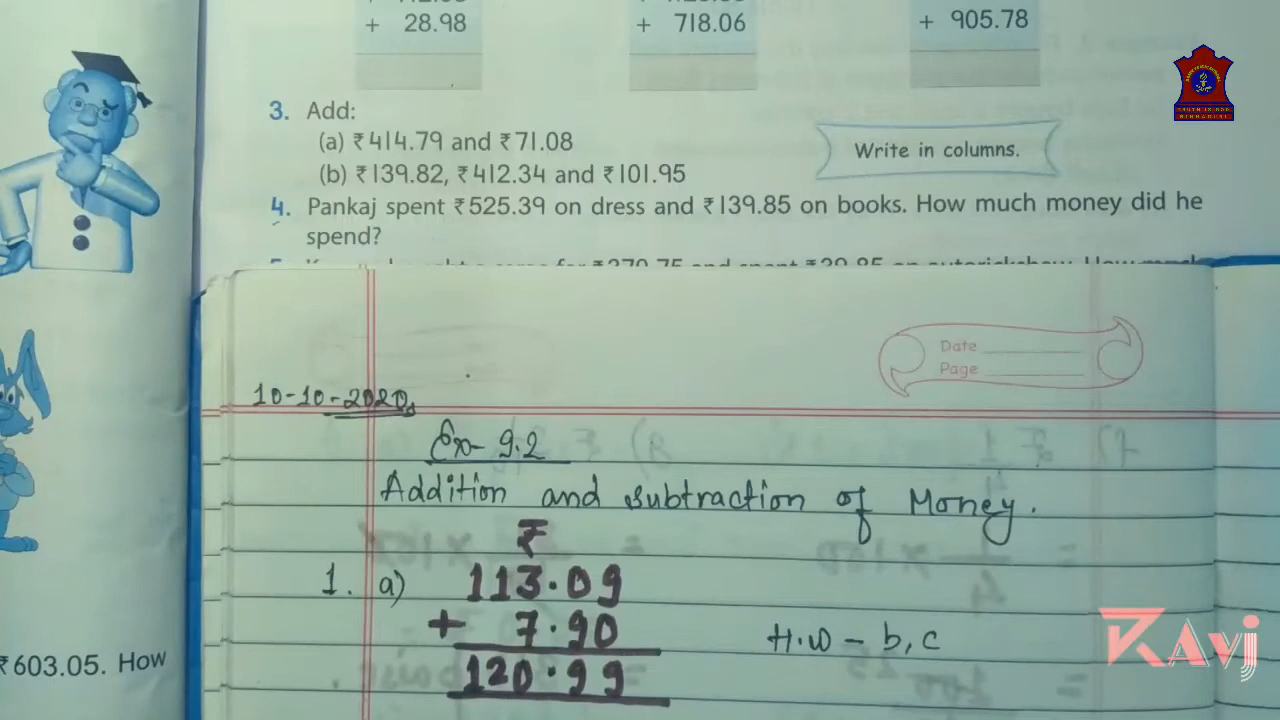 + 28.98
+ 718.06
+ 905.78
3. Add:
(a) ₹414.79 and ₹71.08
(b) ₹139.82, ₹412.34 and ₹101.95
Write in columns.
4. Pankaj spent ₹525.39 on dress and ₹139.85 on books. How much money did he
spend?
Date
Page
10-10-2020
Ex- 9.2
Addition and subtraction of Money.
₹
1. a) 113.09
+ 7.90
120.99
H.W - b, c
₹603.05. How
RAvj